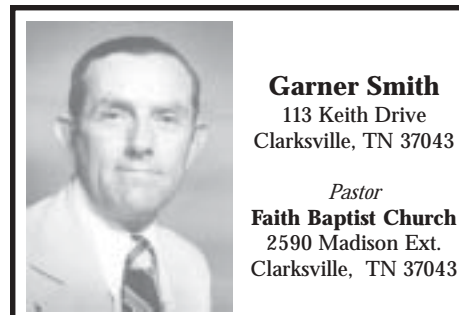 Garner Smith
113 Keith Drive
Clarksville, TN 37043
Pastor
Faith Baptist Church
2590 Madison Ext.
Clarksville, TN 37043